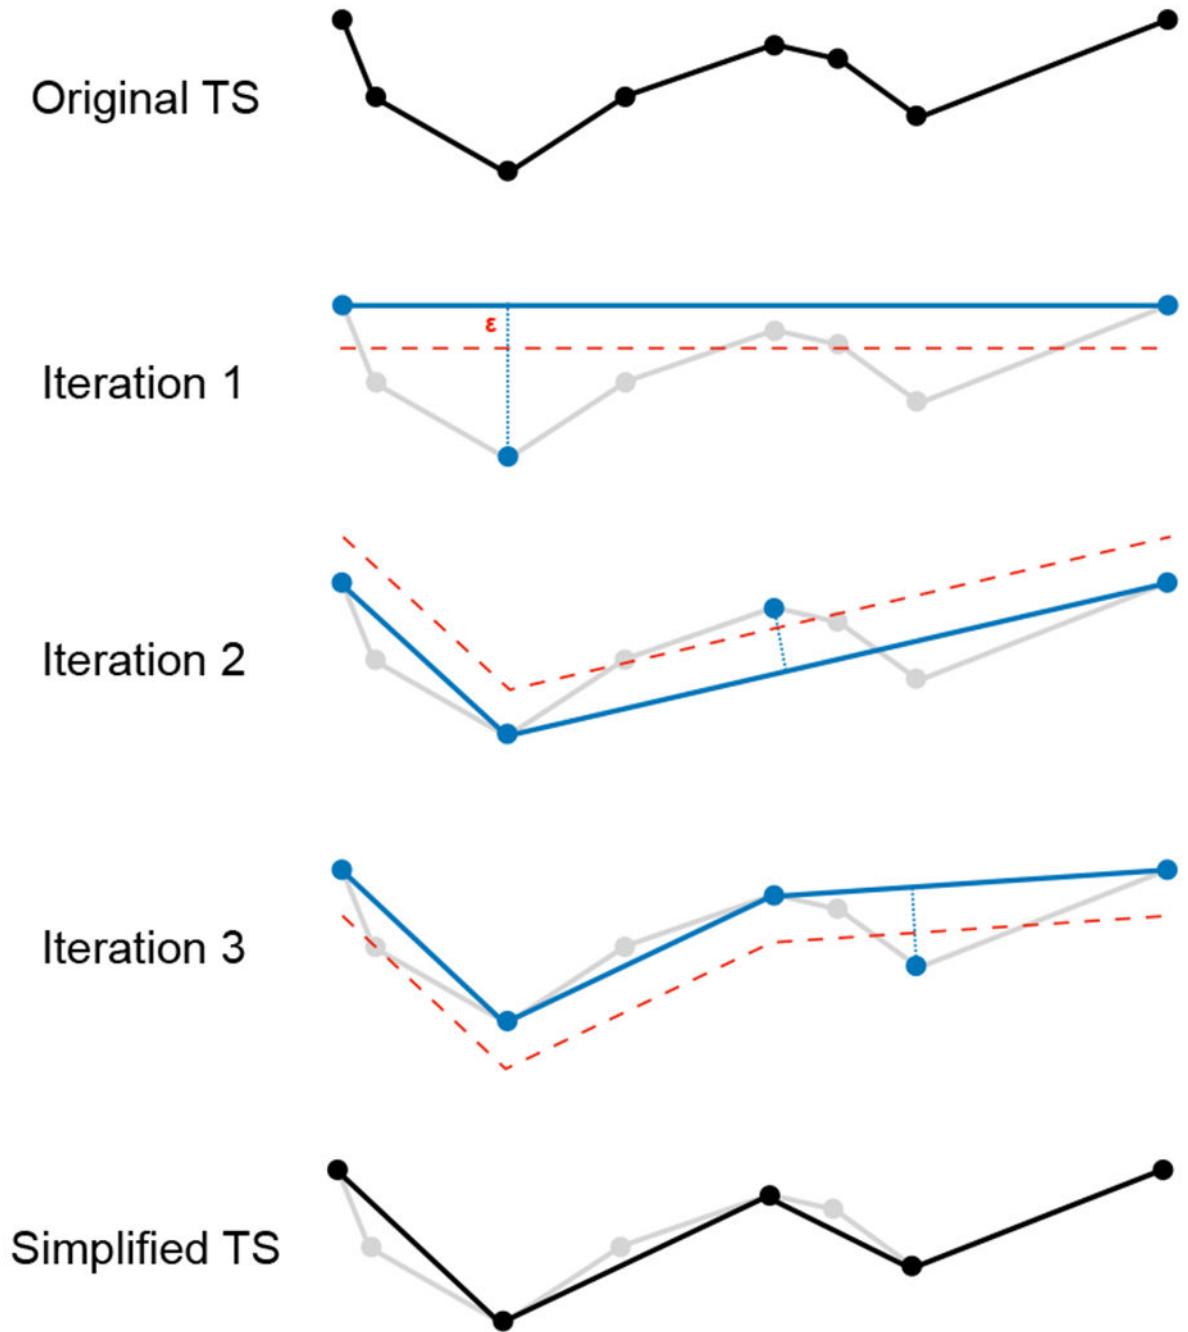 Original TS
ε
Iteration 1
Iteration 2
Iteration 3
Simplified TS